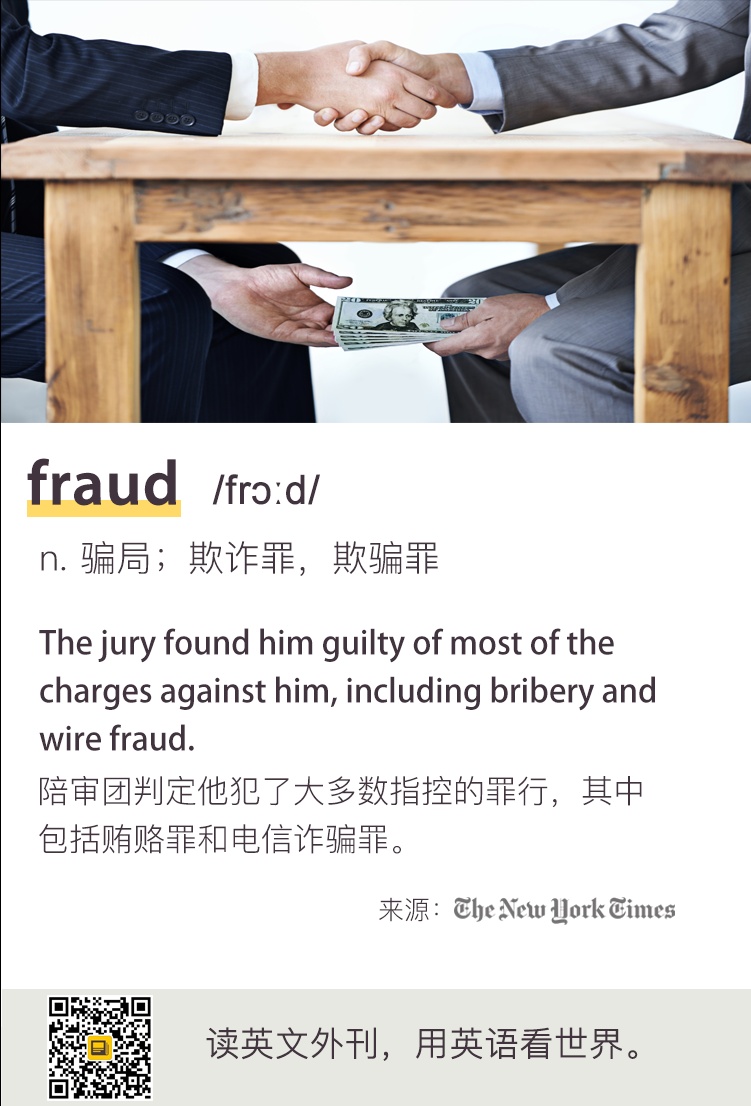 fraud /frɔːd/
n. 骗局；欺诈罪，欺骗罪
The jury found him guilty of most of the
charges against him, including bribery and
wire fraud.
陪审团判定他犯了大多数指控的罪行，其中
包括贿赂罪和电信诈骗罪。
来源：The New York Times
读英文外刊，用英语看世界。